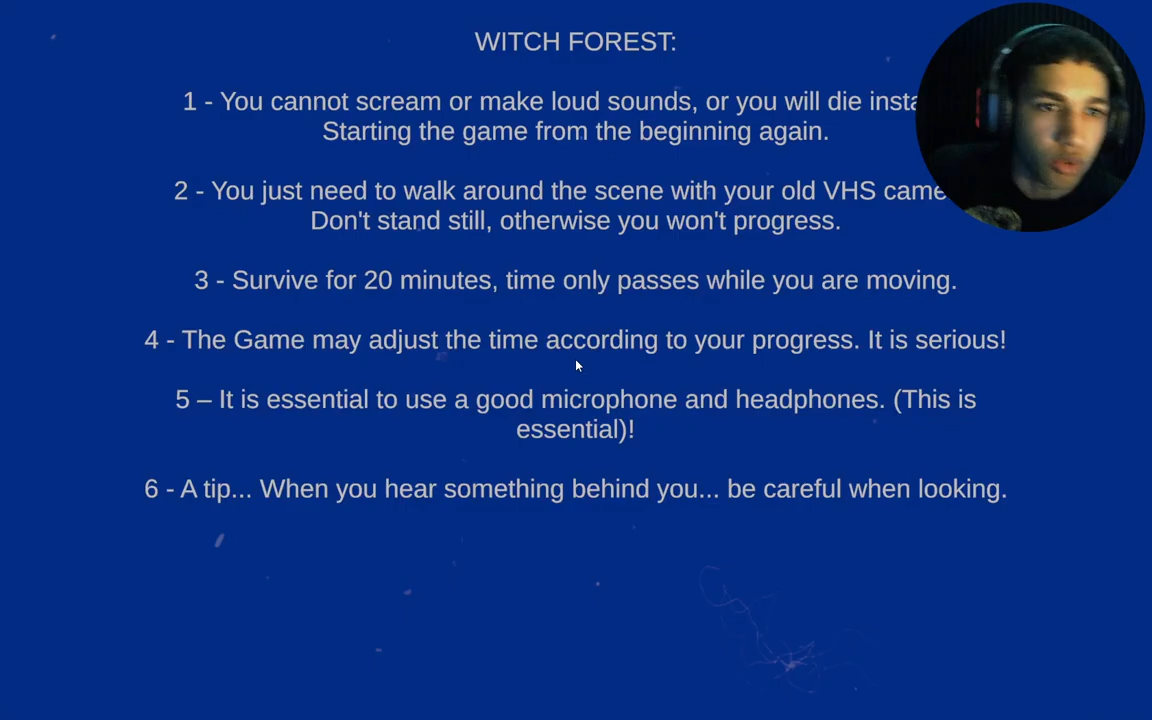 WITCH FOREST:
1 - You cannot scream or make loud sounds, or you will die
Starting the game from the beginning again.
2 - You just need to walk around the scene with your old VHS
Don't stand still, otherwise you won't progress.
3 - Survive for 20 minutes, time only passes while you are moving.
4 - The Game may adjust the time according to your progress. It is serious!
5 – It is essential to use a good microphone and headphones. (This is
essential)!
6 - A tip... When you hear something behind you... be careful when looking.